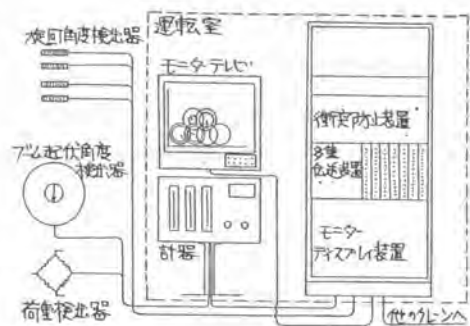 旋回角度検出器
ブーム起伏角度
検出器
荷重検出器
運転室
モニターテレビ
計器
衝突防止装置
多重
伝送装置
モニター
ディスプレイ装置
他のクレーンへ